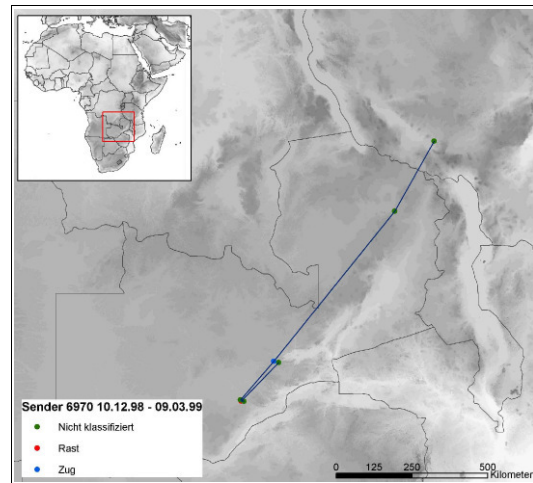 Sender 6970 10.12.98 - 09.03.99
Nicht klassifiziert
Rast
Zug
0 125 250 500
Kilometer